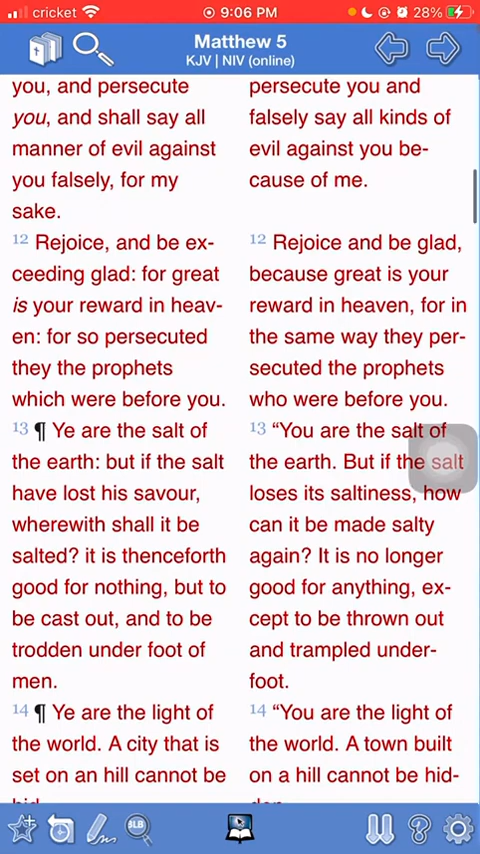 cricket 9:06 PM 28%
Matthew 5
KJV | NIV (online)
you, and persecute
you, and shall say all
manner of evil against
you falsely, for my
sake.
12 Rejoice, and be ex-
ceeding glad: for great
is your reward in heav-
en: for so persecuted
they the prophets
which were before you.
13 ¶ Ye are the salt of
the earth: but if the salt
have lost his savour,
wherewith shall it be
salted? it is thenceforth
good for nothing, but to
be cast out, and to be
trodden under foot of
men.
14 ¶ Ye are the light of
the world. A city that is
set on an hill cannot be
hid.
persecute you and
falsely say all kinds of
evil against you be-
cause of me.
12 Rejoice and be glad,
because great is your
reward in heaven, for in
the same way they per-
secuted the prophets
who were before you.
13 “You are the salt of
the earth. But if the salt
loses its saltiness, how
can it be made salty
again? It is no longer
good for anything, ex-
cept to be thrown out
and trampled under-
foot.
14 “You are the light of
the world. A town built
on a hill cannot be hid-
den.
BLB